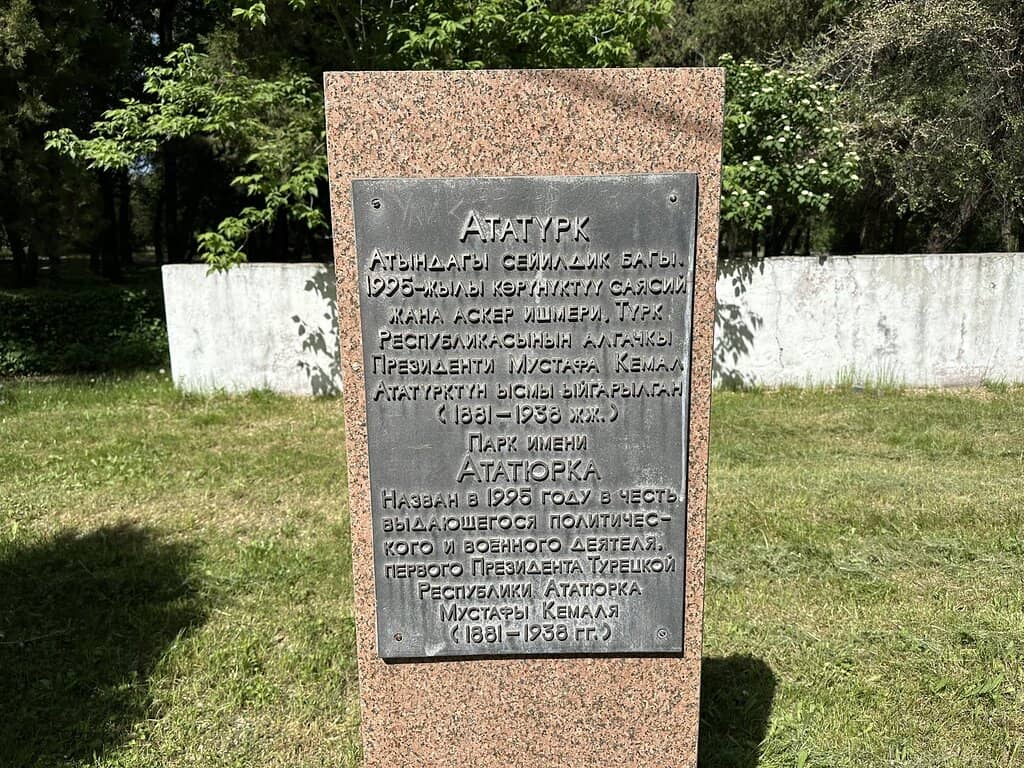 АТАТҮРК
АТЫНДАГЫ СЕЙИЛДИК БАГЫ.
1995-ЖЫЛЫ КӨРҮНҮКТҮҮ САЯСИЙ
ЖАНА АСКЕР ИШМЕРИ, ТҮРК
РЕСПУБЛИКАСЫНЫН АЛГАЧКЫ
ПРЕЗИДЕНТИ МУСТАФА КЕМАЛ
АТАТҮРКТҮН ЫСМЫ ЫЙГАРЫЛГАН
(1881-1938 ЖЖ.)
ПАРК ИМЕНИ
АТАТЮРКА
НАЗВАН В 1995 ГОДУ В ЧЕСТЬ
ВЫДАЮЩЕГОСЯ ПОЛИТИЧЕС-
КОГО И ВОЕННОГО ДЕЯТЕЛЯ,
ПЕРВОГО ПРЕЗИДЕНТА ТУРЕЦКОЙ
РЕСПУБЛИКИ АТАТЮРКА
МУСТАФЫ КЕМАЛЯ
(1881-1938 ГГ.)